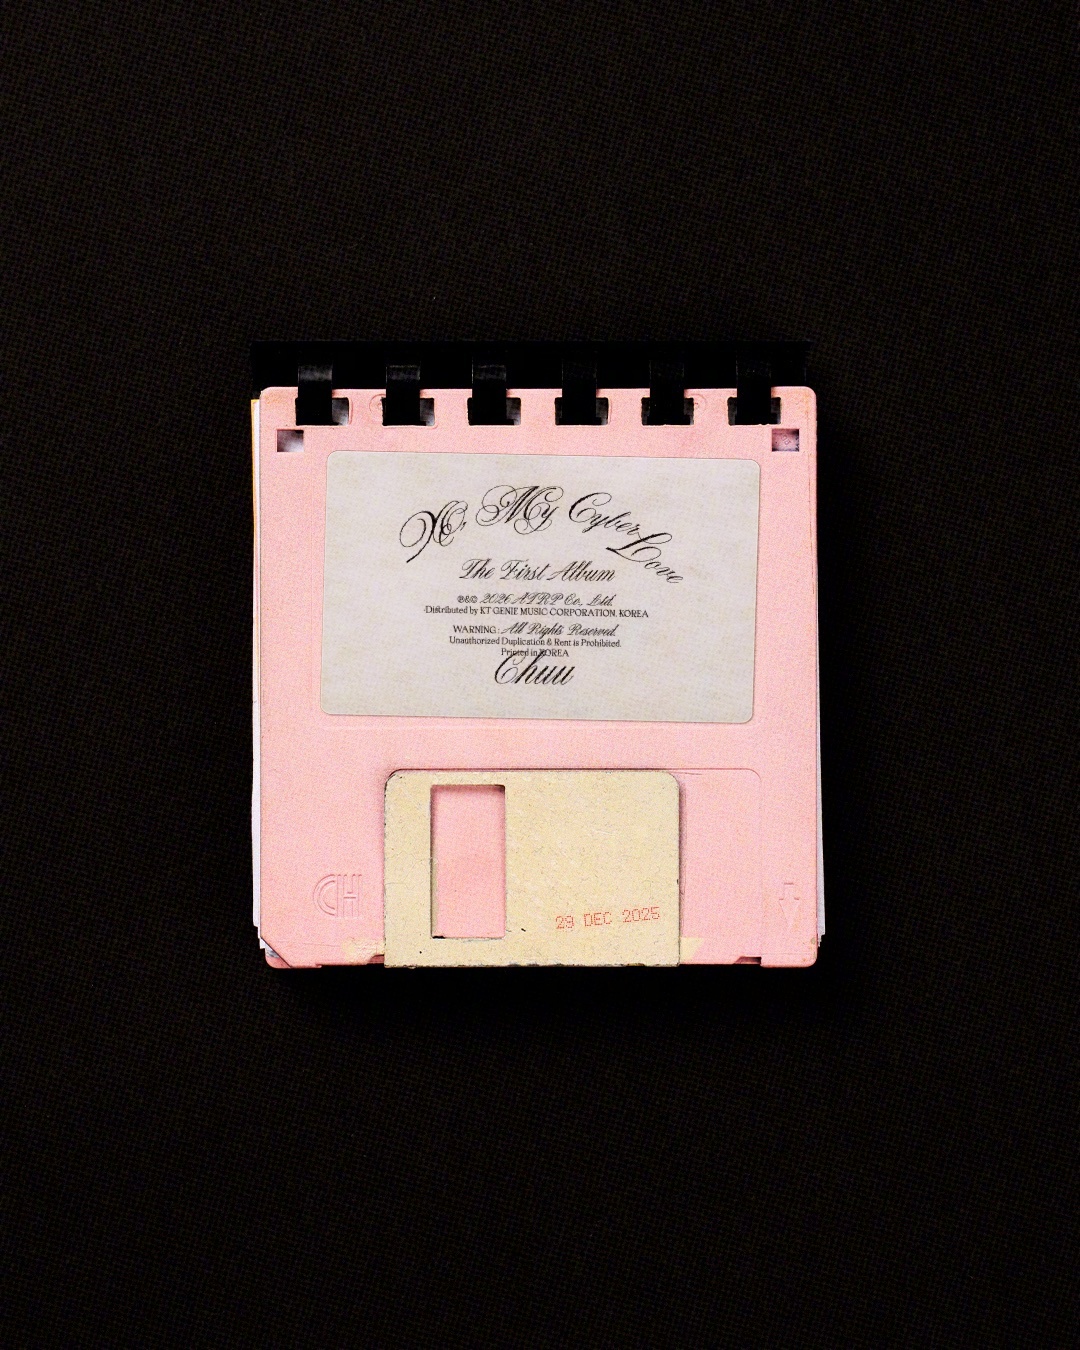 XO, My Cyber Love
The First Album
℗&© 2026 ATRP Co., Ltd.
Distributed by KT GENIE MUSIC CORPORATION, KOREA
WARNING: All Rights Reserved.
Unauthorized Duplication & Rent is Prohibited.
Printed in KOREA
Chuu
CH
29 DEC 2025